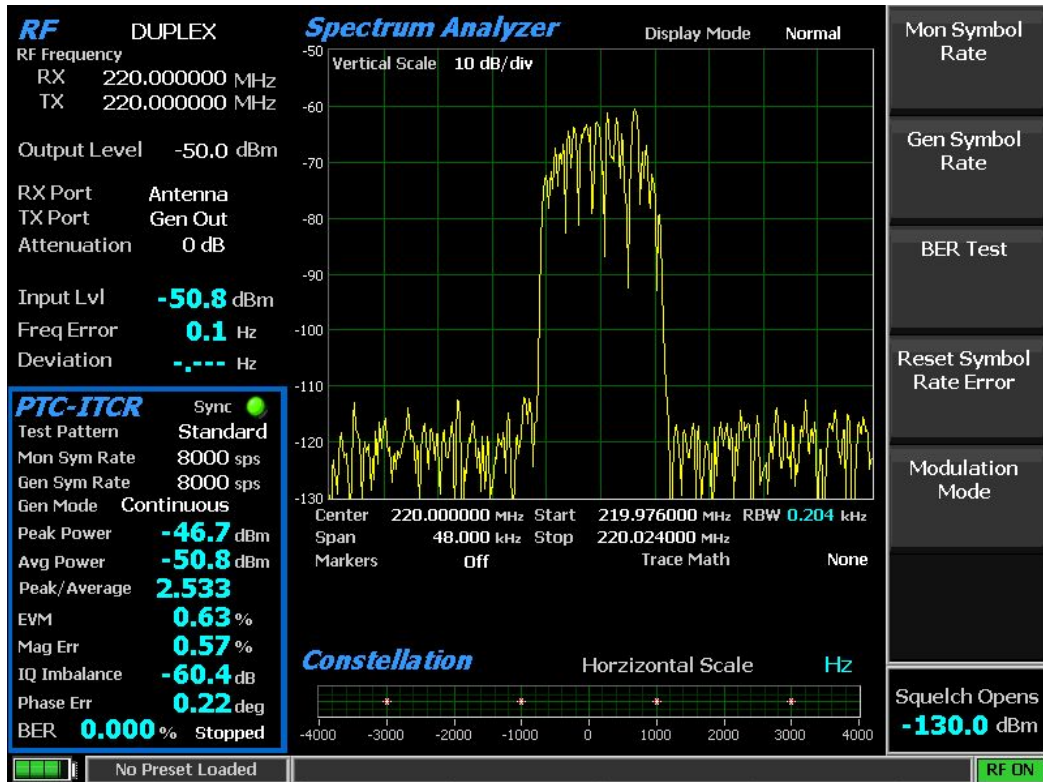 RF DUPLEX
RF Frequency
RX 220.000000 MHz
TX 220.000000 MHz
Output Level -50.0 dBm
RX Port Antenna
TX Port Gen Out
Attenuation 0 dB
Input Lvl -50.8 dBm
Freq Error 0.1 Hz
Deviation -.--- Hz
PTC-ITCR Sync
Test Pattern Standard
Mon Sym Rate 8000 sps
Gen Sym Rate 8000 sps
Gen Mode Continuous
Peak Power -46.7 dBm
Avg Power -50.8 dBm
Peak/Average 2.533
EVM 0.63 %
Mag Err 0.57 %
IQ Imbalance -60.4 dB
Phase Err 0.22 deg
BER 0.000 % Stopped
Spectrum Analyzer Display Mode Normal
Vertical Scale 10 dB/div
-50
-60
-70
-80
-90
-100
-110
-120
-130
Center 220.000000 MHz Start 219.976000 MHz RBW 0.204 kHz
Span 48.000 kHz Stop 220.024000 MHz
Markers Off Trace Math None
Constellation Horzizontal Scale Hz
-4000 -3000 -2000 -1000 0 1000 2000 3000 4000
Mon Symbol
Rate
Gen Symbol
Rate
BER Test
Reset Symbol
Rate Error
Modulation
Mode
Squelch Opens
-130.0 dBm
No Preset Loaded
RF ON